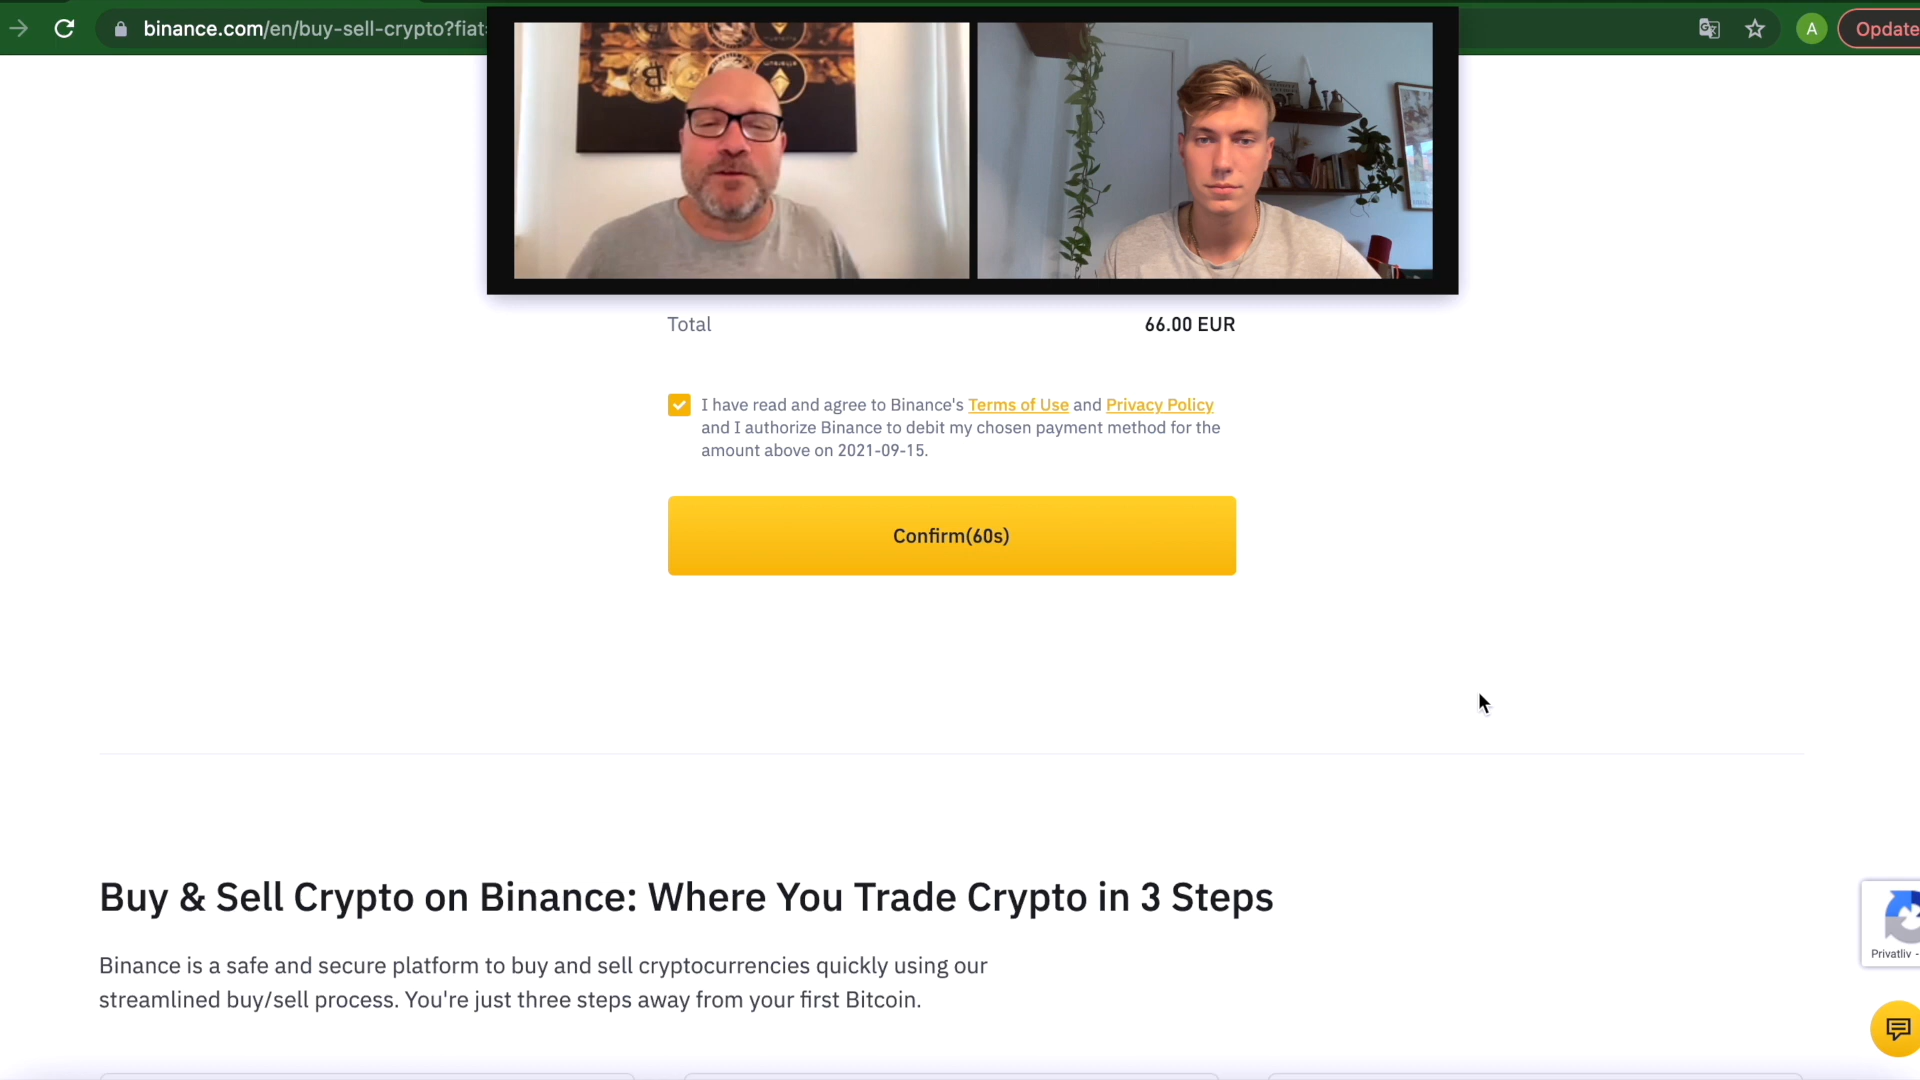 binance.com/en/buy-sell-crypto?fiat
A
Update
Total
66.00 EUR
I have read and agree to Binance's Terms of Use and Privacy Policy
and I authorize Binance to debit my chosen payment method for the
amount above on 2021-09-15.
Confirm(60s)
Buy & Sell Crypto on Binance: Where You Trade Crypto in 3 Steps
Binance is a safe and secure platform to buy and sell cryptocurrencies quickly using our
streamlined buy/sell process. You're just three steps away from your first Bitcoin.
Privatliv -